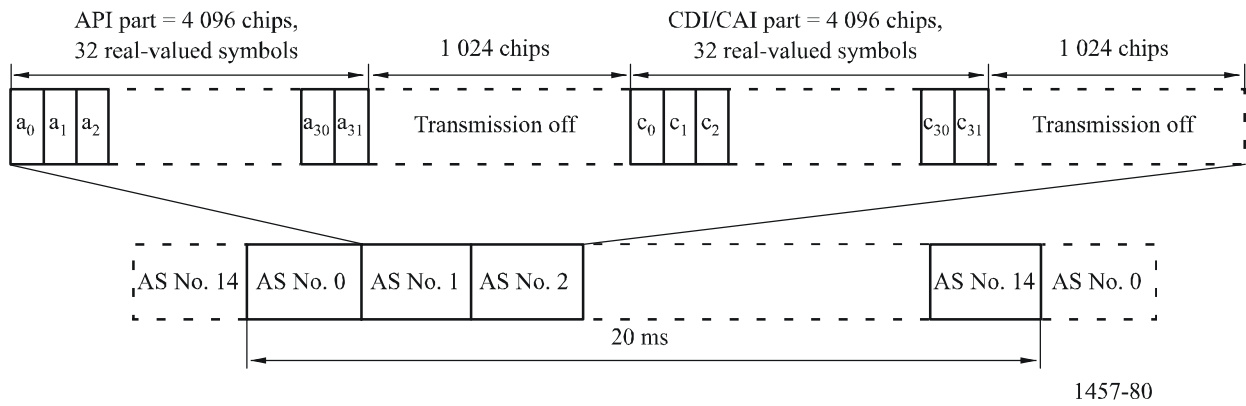 API part = 4 096 chips,
32 real-valued symbols
1 024 chips
CDI/CAI part = 4 096 chips,
32 real-valued symbols
1 024 chips
a0 a1 a2 a30 a31 Transmission off c0 c1 c2 c30 c31 Transmission off
AS No. 14 AS No. 0 AS No. 1 AS No. 2 AS No. 14 AS No. 0
20 ms
1457-80